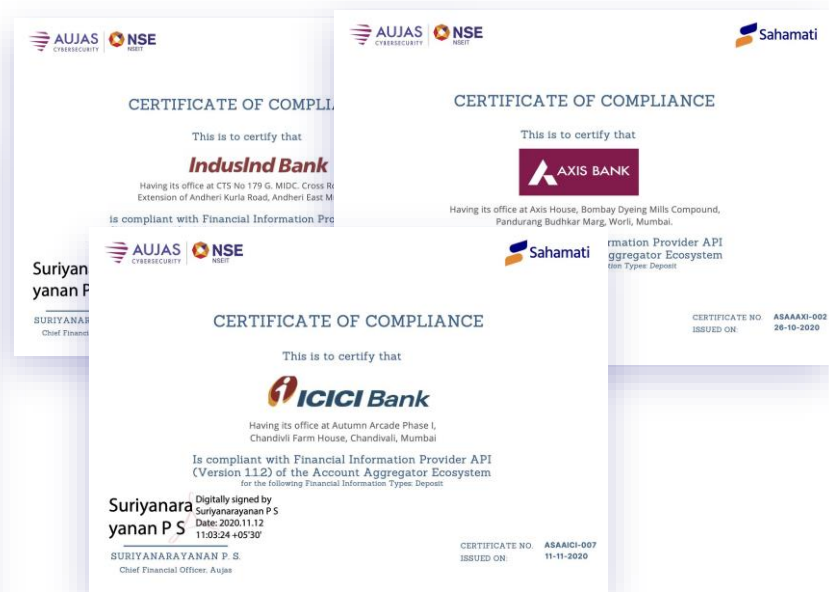 AUJAS
CYBERSECURITY
NSE
NSEIT
CERTIFICATE OF COMPLI
This is to certify that
IndusInd Bank
Having its office at CTS No 179 G. MIDC. Cross
Extension of Andheri Kurla Road, Andheri East
is compliant with Financial Information
Suriyan
yanan P
SURIYANAR
Chief Financi
AUJAS
CYBERSECURITY
NSE
NSEIT
Sahamati
CERTIFICATE OF COMPLIANCE
This is to certify that
AXIS BANK
Having its office at Axis House, Bombay Dyeing Mills Compound,
Pandurang Budhkar Marg, Worli, Mumbai.
rmation Provider API
ggregator Ecosystem
tion Types: Deposit
CERTIFICATE NO. ASAAAXI-002
ISSUED ON: 26-10-2020
AUJAS
CYBERSECURITY
NSE
NSEIT
Sahamati
CERTIFICATE OF COMPLIANCE
This is to certify that
ICICI Bank
Having its office at Autumn Arcade Phase I,
Chandivli Farm House, Chandivali, Mumbai
Is compliant with Financial Information Provider API
(Version 1.1.2) of the Account Aggregator Ecosystem
for the following Financial Information Types: Deposit
Suriyanara
yanan P S
Digitally signed by
Suriyanarayanan P S
Date: 2020.11.12
11:03:24 +05'30'
SURIYANARAYANAN P. S.
Chief Financial Officer, Aujas
CERTIFICATE NO. ASAAICI-007
ISSUED ON: 11-11-2020